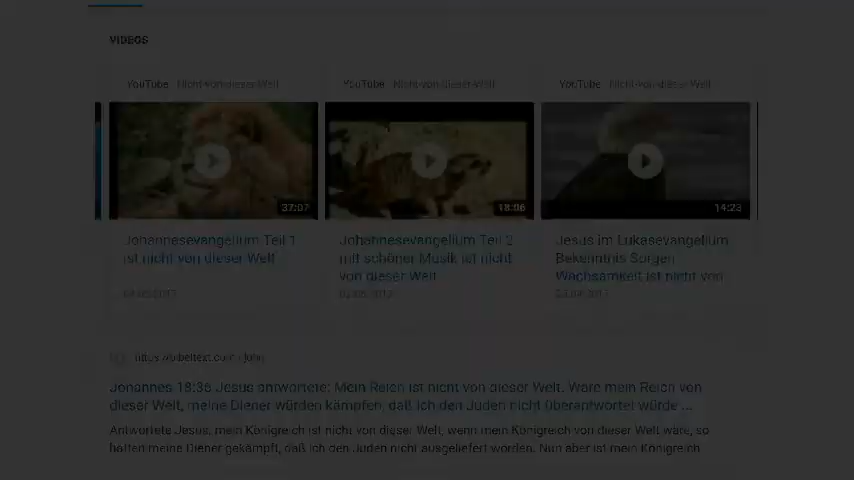 VIDEOS
YouTube Nicht-von-dieser-Welt
YouTube Nicht-von-dieser-Welt
YouTube Nicht-von-dieser-Welt
37:07
18:06
14:23
Johannesevangelium Teil 1
ist nicht von dieser Welt
Johannesevangelium Teil 2
mit schöner Musik ist nicht
von dieser Welt
Jesus im Lukasevangelium
Bekenntnis Sorgen
Wachsamkeit ist nicht von
https://bibeltext.com › john
Johannes 18:36 Jesus antwortete: Mein Reich ist nicht von dieser Welt. Wäre mein Reich von
dieser Welt, meine Diener würden kämpfen, daß ich den Juden nicht überantwortet würde ...
Antwortete Jesus: mein Königreich ist nicht von dieser Welt, wenn mein Königreich von dieser Welt wäre, so
hätten meine Diener gekämpft, daß ich den Juden nicht ausgeliefert worden. Nun aber ist mein Königreich